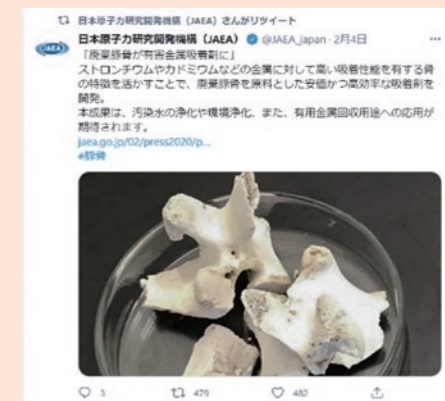 日本原子力研究開発機構（JAEA）さんがリツイート
日本原子力研究開発機構（JAEA） @JAEA_japan・2月4日
「廃棄豚骨が有害金属吸着剤に」
ストロンチウムやカドミウムなどの金属に対して高い吸着性能を有する骨
の特徴を活かすことで、廃棄豚骨を原料とした安価かつ高効率な吸着剤を
開発。
本成果は、汚染水の浄化や環境浄化、また、有用金属回収用途への応用が
期待されます。
jaea.go.jp/02/press2020/p...
#豚骨
JAEA
3 479 482